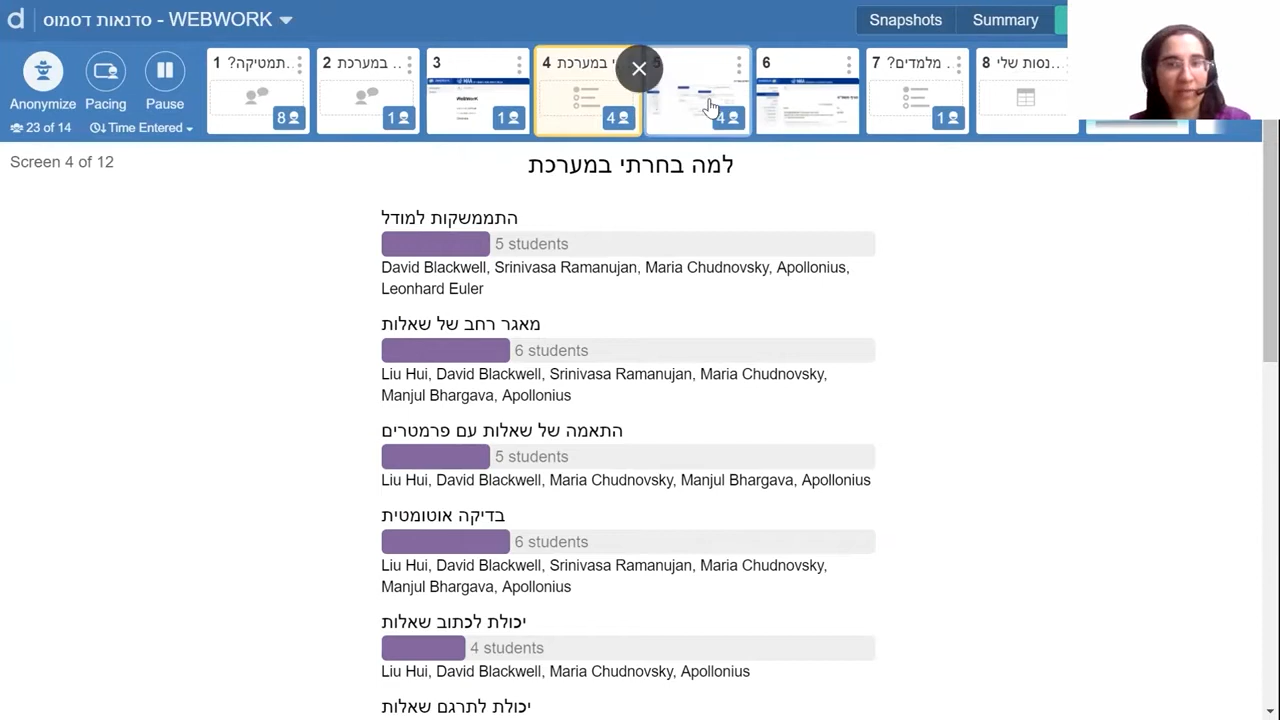 d סדנאות דסמוס - WEBWORK
Snapshots Summary
Anonymize Pacing Pause
23 of 14 Time Entered
1 ...תמטיקה? 8
2 .. במערכת 1
3 WeBWorK 1
4 י במערכת 4
5 4
6
7 . מלמדים? 1
8 נסות שלי..
Screen 4 of 12
למה בחרתי במערכת
התממשקות למודל
5 students
David Blackwell, Srinivasa Ramanujan, Maria Chudnovsky, Apollonius,
Leonhard Euler
מאגר רחב של שאלות
6 students
Liu Hui, David Blackwell, Srinivasa Ramanujan, Maria Chudnovsky,
Manjul Bhargava, Apollonius
התאמה של שאלות עם פרמטרים
5 students
Liu Hui, David Blackwell, Maria Chudnovsky, Manjul Bhargava, Apollonius
בדיקה אוטומטית
6 students
Liu Hui, David Blackwell, Srinivasa Ramanujan, Maria Chudnovsky,
Manjul Bhargava, Apollonius
יכולת לכתוב שאלות
4 students
Liu Hui, David Blackwell, Maria Chudnovsky, Apollonius
יכולת לתרגם שאלות